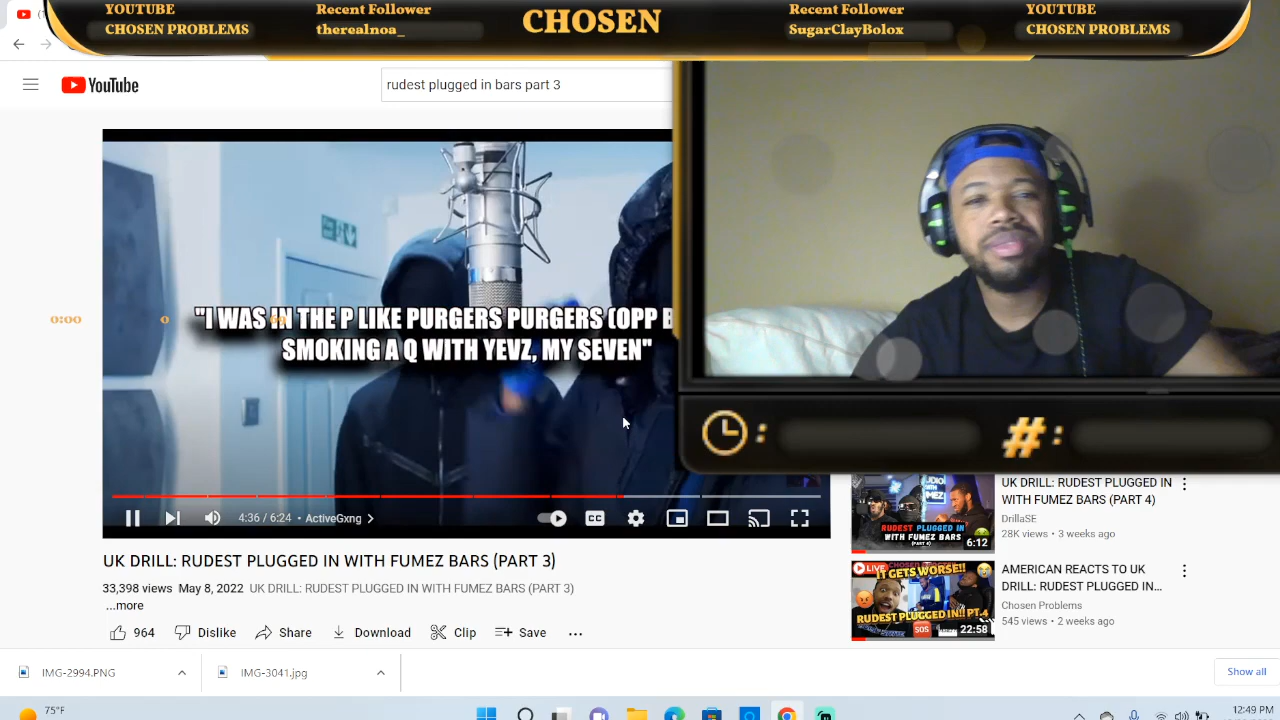 YOUTUBE
CHOSEN PROBLEMS
Recent Follower
therealnoa_
CHOSEN
Recent Follower
SugarClayBolox
YOUTUBE
CHOSEN PROBLEMS
YouTube
rudest plugged in bars part 3
"I WAS IN THE P LIKE PURGERS PURGERS (OPP B
SMOKING A Q WITH YEVZ, MY SEVEN"
0:00
0
:
# :
4:36 / 6:24 • ActiveGxng
CC
UK DRILL: RUDEST PLUGGED IN WITH FUMEZ BARS (PART 3)
33,398 views May 8, 2022 UK DRILL: RUDEST PLUGGED IN WITH FUMEZ BARS (PART 3)
...more
964
Dislike
Share
Download
Clip
Save
RUDEST PLUGGED IN
WITH FUMEZ BARS
6:12
UK DRILL: RUDEST PLUGGED IN
WITH FUMEZ BARS (PART 4)
DrillaSE
28K views • 3 weeks ago
LIVE
IT GETS WORSE!!
RUDEST PLUGGED IN!! PT.4
SOS
22:58
AMERICAN REACTS TO UK
DRILL: RUDEST PLUGGED IN...
Chosen Problems
545 views • 2 weeks ago
IMG-2994.PNG
IMG-3041.jpg
Show all
75°F
12:49 PM